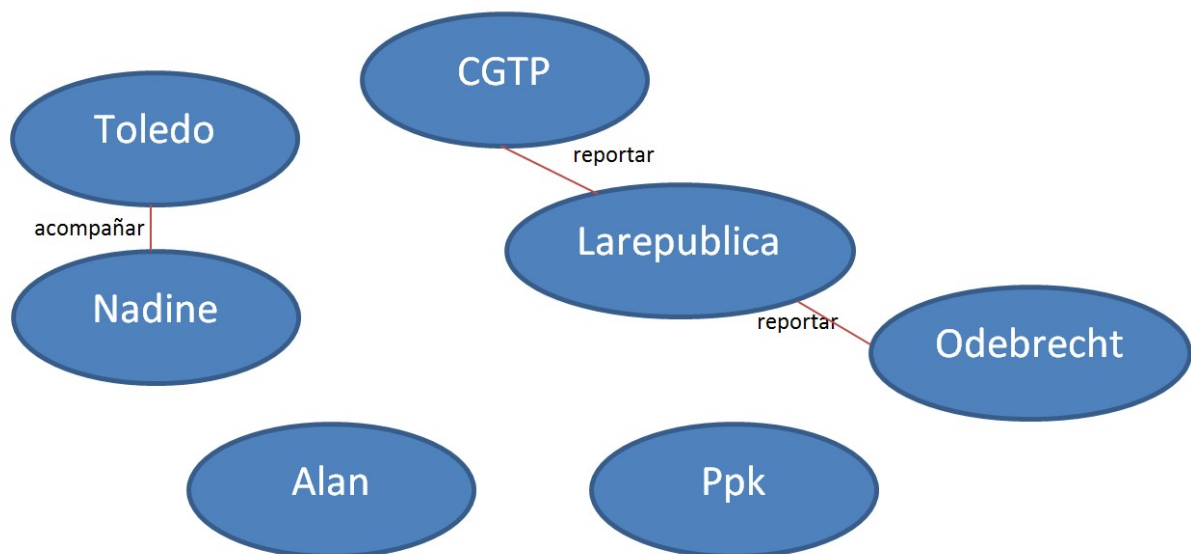 CGTP
Toledo
reportar
acompañar
Larepublica
Nadine
reportar
Odebrecht
Alan
Ppk